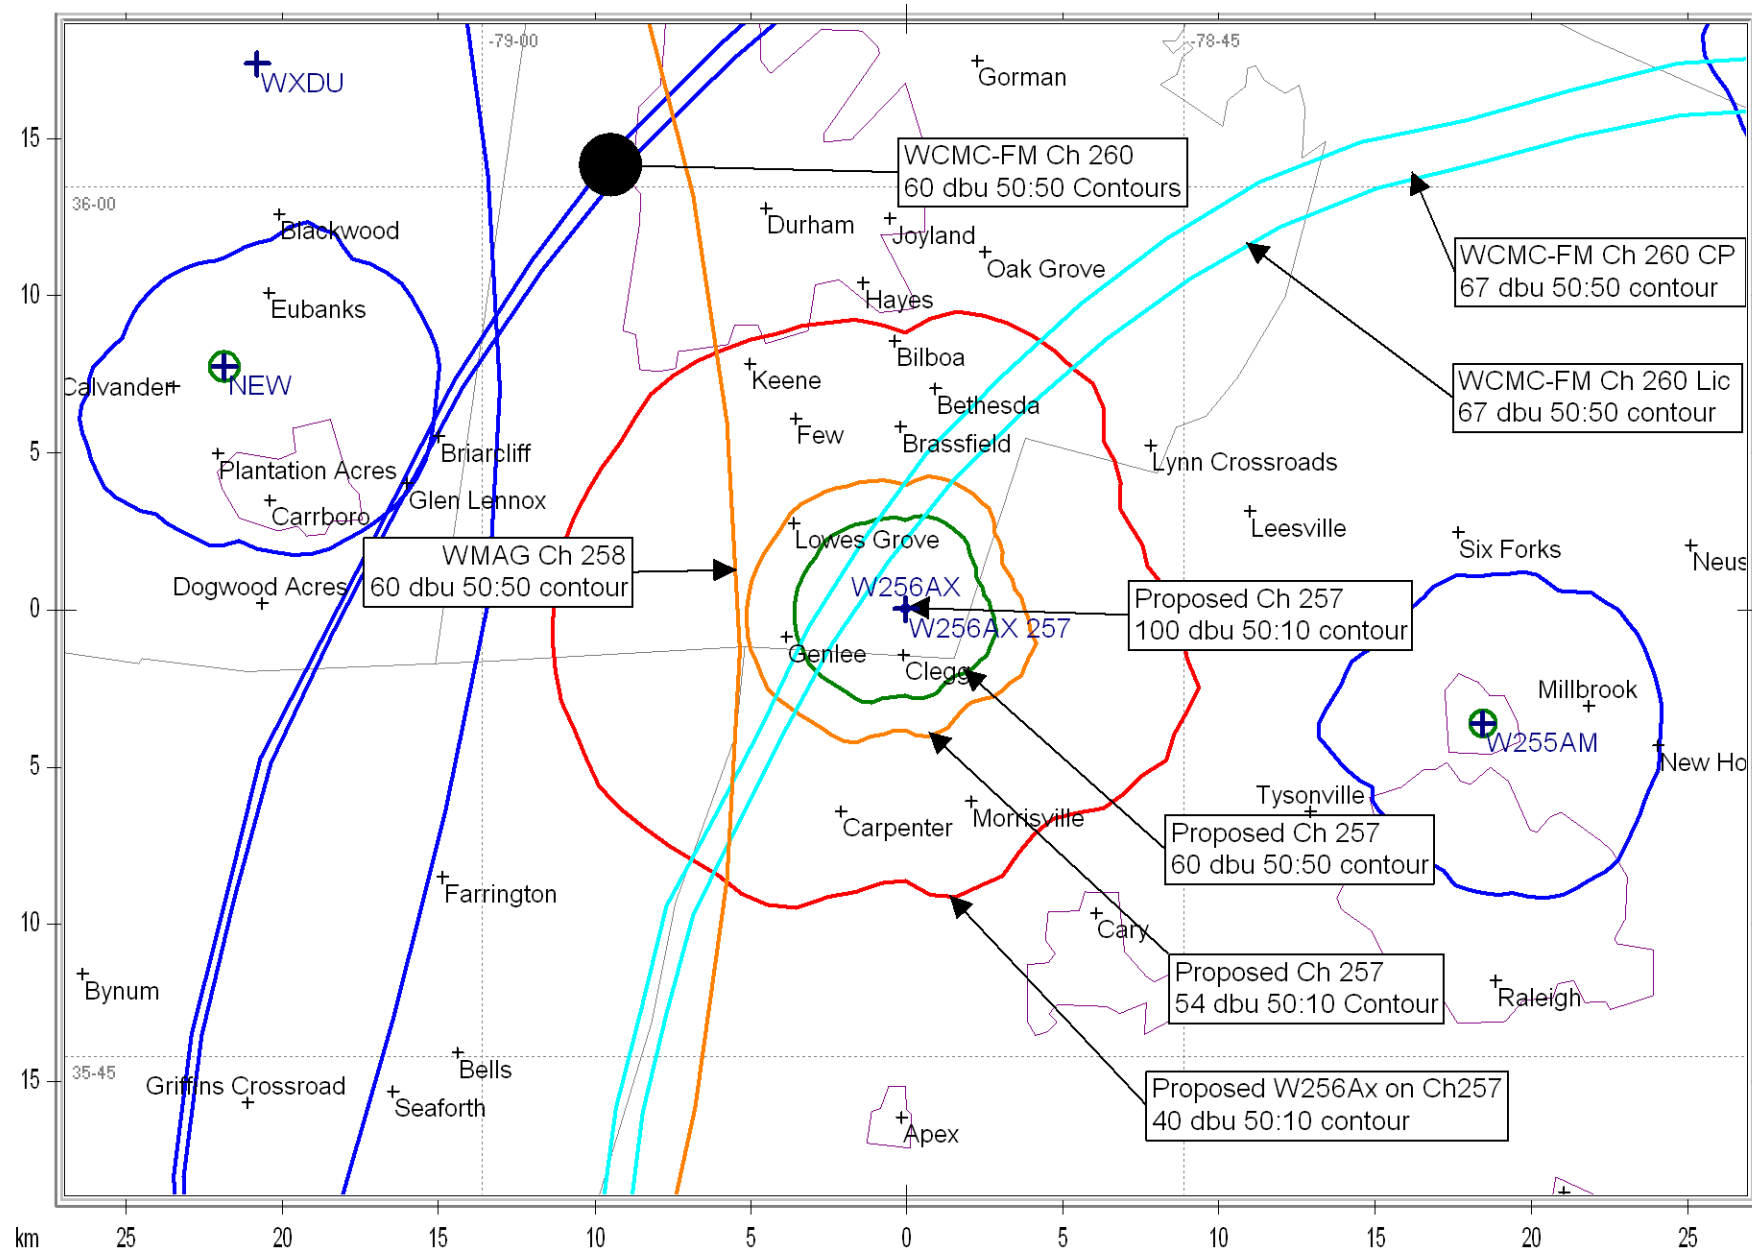 -79-00
-78-45
WXDU
Gorman
15
WCMC-FM Ch 260
60 dbu 50:50 Contours
36-00
Durham
Joyland
Blackwood
Oak Grove
WCMC-FM Ch 260 CP
67 dbu 50:50 contour
10
Eubanks
Hayes
Bilboa
Calvander
NEW
Keene
Bethesda
WCMC-FM Ch 260 Lic
67 dbu 50:50 contour
Few
Brassfield
5
Briarcliff
Lynn Crossroads
Plantation Acres
Glen Lennox
Carrboro
Leesville
Lowes Grove
Six Forks
WMAG Ch 258
60 dbu 50:50 contour
Neus
Dogwood Acres
W256AX
0
W256AX 257
Proposed Ch 257
100 dbu 50:10 contour
Genlee
Clegg
Millbrook
W255AM
5
New Ho
Tysonville
Carpenter
Morrisville
Proposed Ch 257
60 dbu 50:50 contour
Farrington
10
Cary
Proposed Ch 257
54 dbu 50:10 Contour
Bynum
Raleigh
35-45
Bells
15
Griffins Crossroad
Seaforth
Proposed W256Ax on Ch257
40 dbu 50:10 contour
Apex
km
25
20
15
10
5
0
5
10
15
20
25